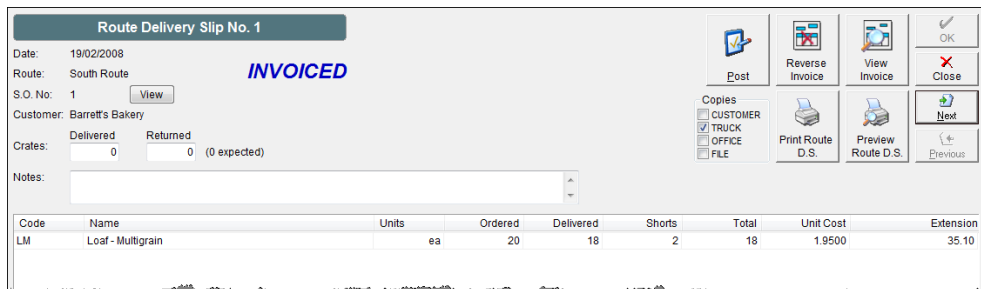 Route Delivery Slip No. 1
Date: 19/02/2008
Route: South Route INVOICED
S.O. No: 1 View
Customer: Barrett's Bakery
Delivered Returned
Crates: 0 0 (0 expected)
Notes:
Post
Reverse Invoice
View Invoice
OK
Close
Copies
CUSTOMER
TRUCK
OFFICE
FILE
Print Route D.S.
Preview Route D.S.
Next
Previous
Code Name Units Ordered Delivered Shorts Total Unit Cost Extension
LM Loaf - Multigrain ea 20 18 2 18 1.9500 35.10